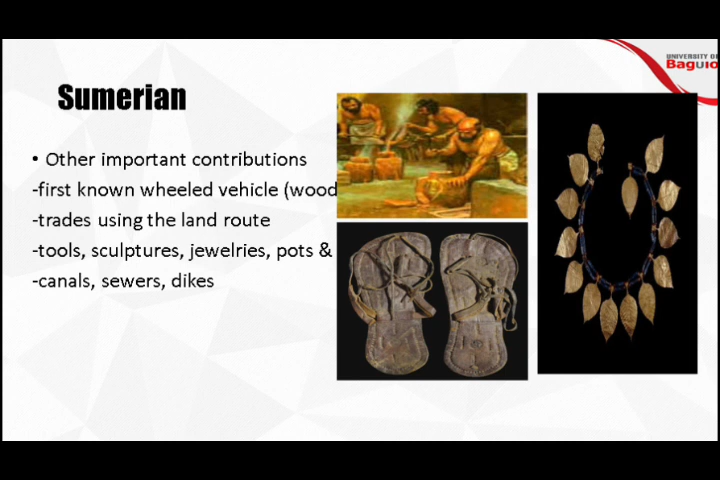 UNIVERSITY OF
Baguio
Sumerian
• Other important contributions
-first known wheeled vehicle (wood
-trades using the land route
-tools, sculptures, jewelries, pots &
-canals, sewers, dikes